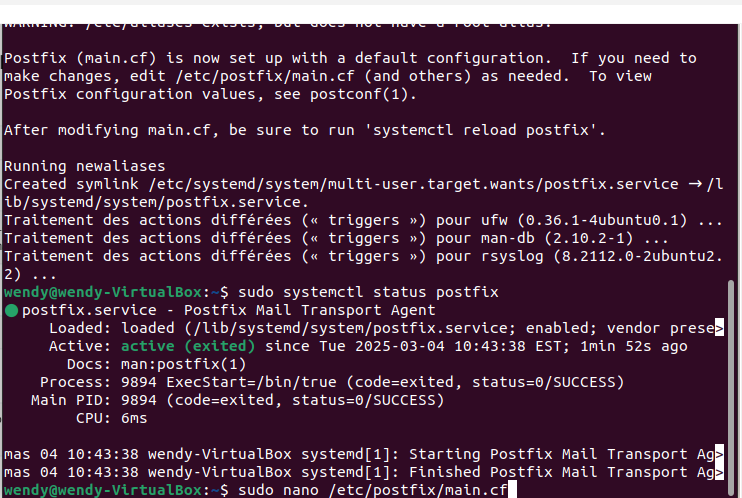 WARNING: /etc/aliases exists, but does not have a root alias.
Postfix (main.cf) is now set up with a default configuration.  If you need to
make changes, edit /etc/postfix/main.cf (and others) as needed.  To view
Postfix configuration values, see postconf(1).
After modifying main.cf, be sure to run 'systemctl reload postfix'.
Running newaliases
Created symlink /etc/systemd/system/multi-user.target.wants/postfix.service → /l
ib/systemd/system/postfix.service.
Traitement des actions différées (« triggers ») pour ufw (0.36.1-4ubuntu0.1) ...
Traitement des actions différées (« triggers ») pour man-db (2.10.2-1) ...
Traitement des actions différées (« triggers ») pour rsyslog (8.2112.0-2ubuntu2.
2) ...
wendy@wendy-VirtualBox:~$ sudo systemctl status postfix
● postfix.service - Postfix Mail Transport Agent
     Loaded: loaded (/lib/systemd/system/postfix.service; enabled; vendor prese>
     Active: active (exited) since Tue 2025-03-04 10:43:38 EST; 1min 52s ago
       Docs: man:postfix(1)
    Process: 9894 ExecStart=/bin/true (code=exited, status=0/SUCCESS)
   Main PID: 9894 (code=exited, status=0/SUCCESS)
        CPU: 6ms
mas 04 10:43:38 wendy-VirtualBox systemd[1]: Starting Postfix Mail Transport Ag>
mas 04 10:43:38 wendy-VirtualBox systemd[1]: Finished Postfix Mail Transport Ag>
wendy@wendy-VirtualBox:~$ sudo nano /etc/postfix/main.cf